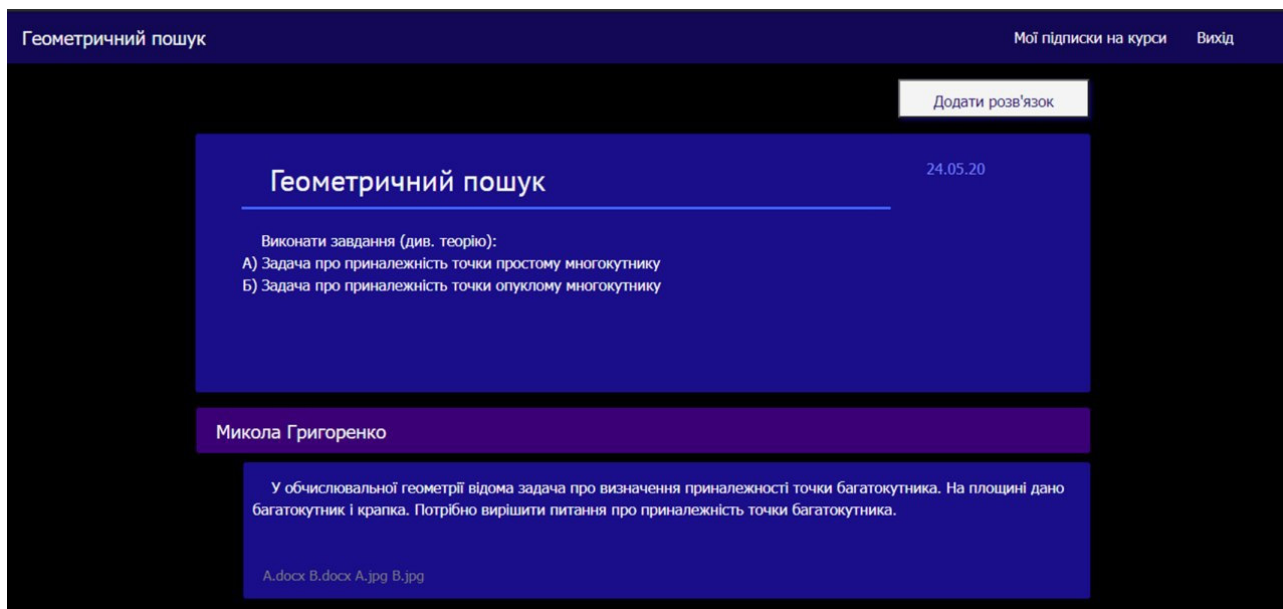 Геометричний пошук
Мої підписки на курси
Вихід
Додати розв'язок
Геометричний пошук
24.05.20
Виконати завдання (див. теорію):
А) Задача про приналежність точки простому многокутнику
Б) Задача про приналежність точки опуклому многокутнику
Микола Григоренко
У обчислювальної геометрії відома задача про визначення приналежності точки багатокутника. На площині дано
багатокутник і крапка. Потрібно вирішити питання про приналежність точки багатокутника.
A.docx B.docx A.jpg B.jpg